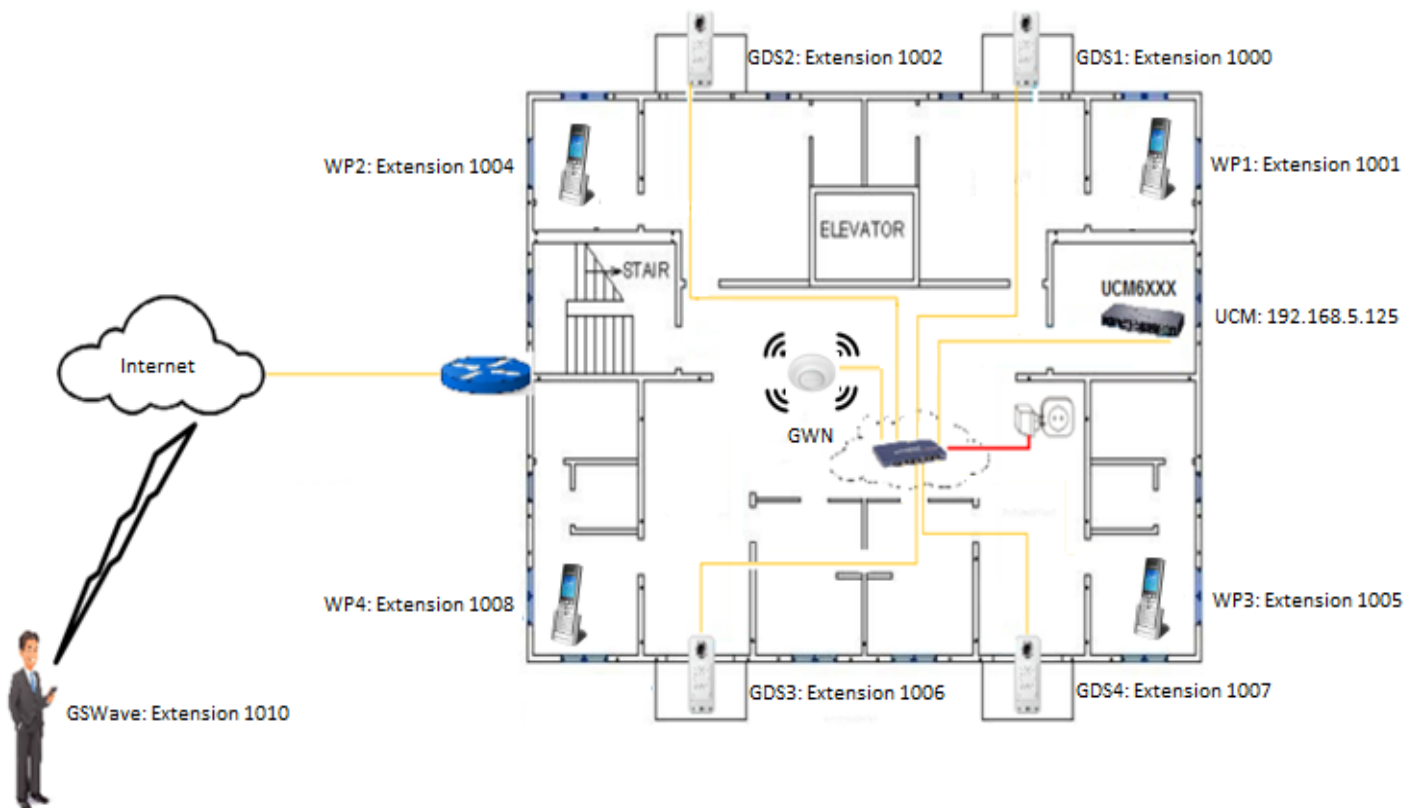 GDS2: Extension 1002
GDS1: Extension 1000
WP2: Extension 1004
WP1: Extension 1001
ELEVATOR
STAIR
UCM6XXX
UCM: 192.168.5.125
Internet
GWN
WP4: Extension 1008
WP3: Extension 1005
GDS3: Extension 1006
GDS4: Extension 1007
GSWave: Extension 1010